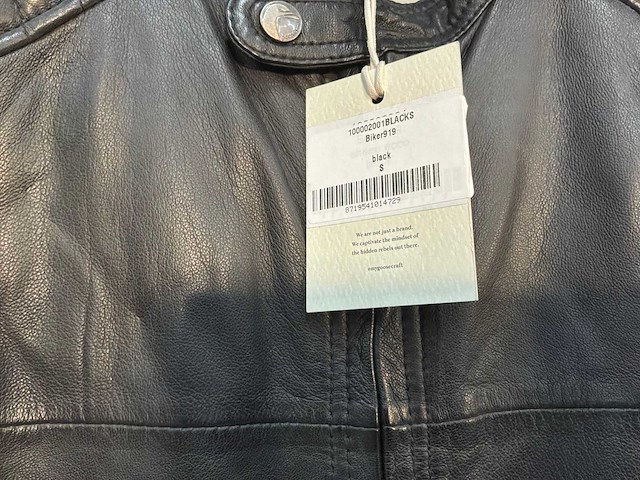 100002001BLACKS
Biker919
black
S
8719541014729
We are not just a brand.
We captivate the mindset of
the hidden rebels out there.
#mygoosecraft